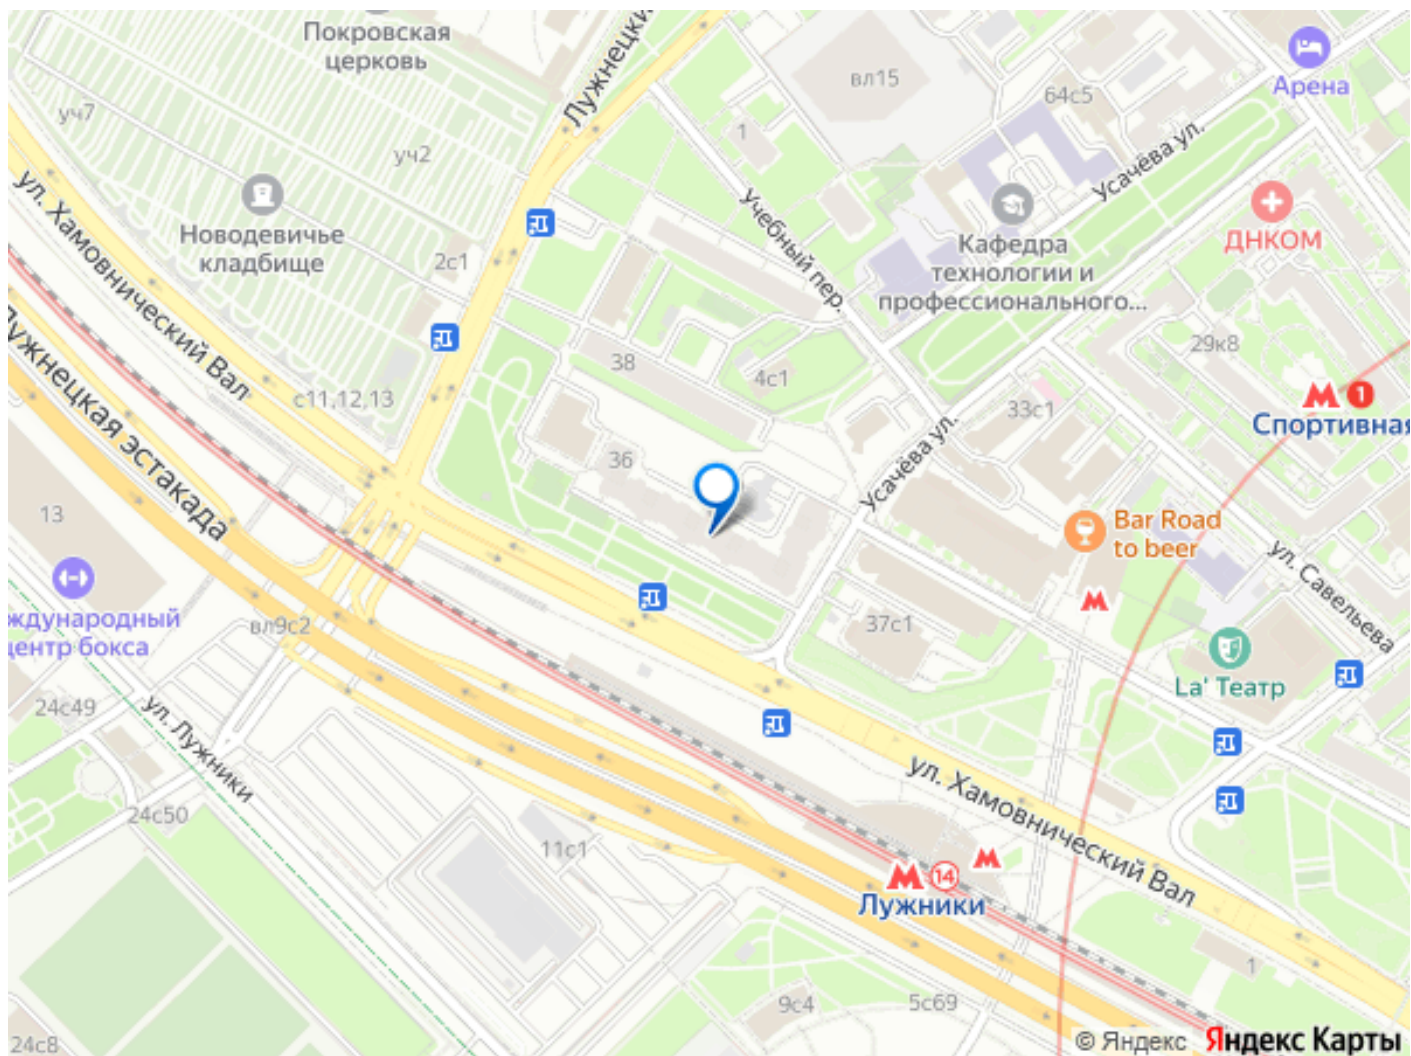 Покровская
церковь
Лужнецки
вл15
64с5
Арена
уч7
уч2
1
Усачёва ул.
ул. Хамовнический Вал
Новодевичье
кладбище
2с1
Учебный пер.
Кафедра
технологии и
профессионального...
ДНКОМ
29к8
38
4с1
с11,12,13
33с1
1
Спортивная
Лужнецкая эстакада
36
Усачёва ул.
13
Bar Road
to beer
ул. Савельева
ждународный
центр бокса
вл9с2
37с1
La' Театр
24с49
ул. Лужники
24с50
11с1
ул. Хамовнический Вал
14
Лужники
1
9с4
5с69
24с8
© Яндекс Яндекс Карты